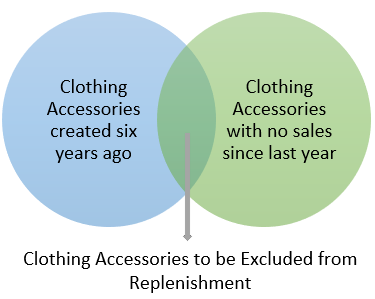 Clothing
Accessories
created six
years ago
Clothing
Accessories
with no sales
since last year
Clothing Accessories to be Excluded from
Replenishment